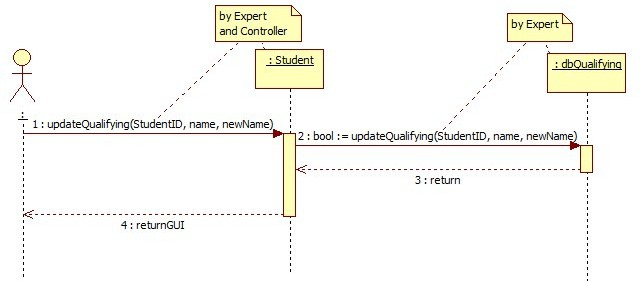 by Expert
and Controller
by Expert
: Student
: dbQualifying
:
1 : updateQualifying(StudentID, name, newName)
2 : bool := updateQualifying(StudentID, name, newName)
3 : return
4 : returnGUI